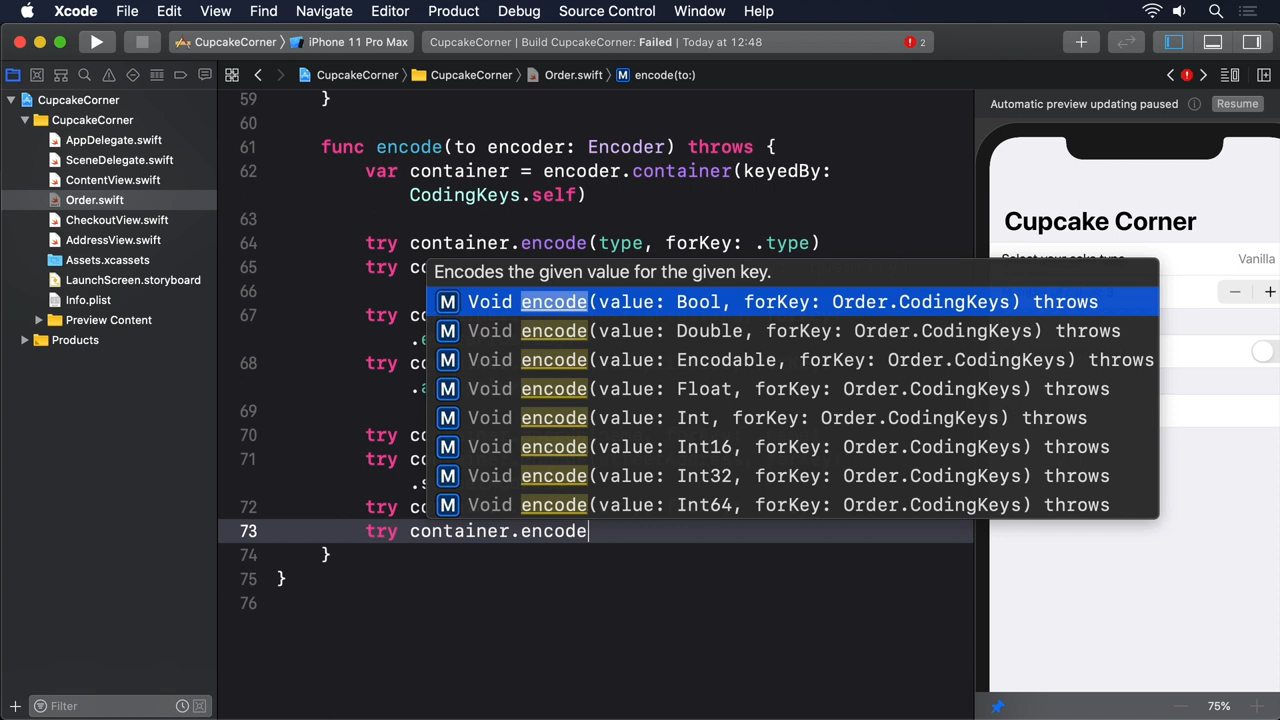 Xcode File Edit View Find Navigate Editor Product Debug Source Control Window Help
CupcakeCorner iPhone 11 Pro Max CupcakeCorner | Build CupcakeCorner: Failed | Today at 12:48 2
CupcakeCorner CupcakeCorner Order.swift M encode(to:)
CupcakeCorner
CupcakeCorner
AppDelegate.swift
SceneDelegate.swift
ContentView.swift
Order.swift
CheckoutView.swift
AddressView.swift
Assets.xcassets
LaunchScreen.storyboard
Info.plist
Preview Content
Products
Filter
59 }
60
61 func encode(to encoder: Encoder) throws {
62 var container = encoder.container(keyedBy:
CodingKeys.self)
63
64 try container.encode(type, forKey: .type)
65 try co
66
67 try co
.e
68 try co
.a
69
70 try co
71 try co
.s
72 try co
73 try container.encode
74 }
75 }
76
Encodes the given value for the given key.
M Void encode(value: Bool, forKey: Order.CodingKeys) throws
M Void encode(value: Double, forKey: Order.CodingKeys) throws
M Void encode(value: Encodable, forKey: Order.CodingKeys) throws
M Void encode(value: Float, forKey: Order.CodingKeys) throws
M Void encode(value: Int, forKey: Order.CodingKeys) throws
M Void encode(value: Int16, forKey: Order.CodingKeys) throws
M Void encode(value: Int32, forKey: Order.CodingKeys) throws
M Void encode(value: Int64, forKey: Order.CodingKeys) throws
Automatic preview updating paused Resume
Cupcake Corner
Select your cake type Vanilla
75%